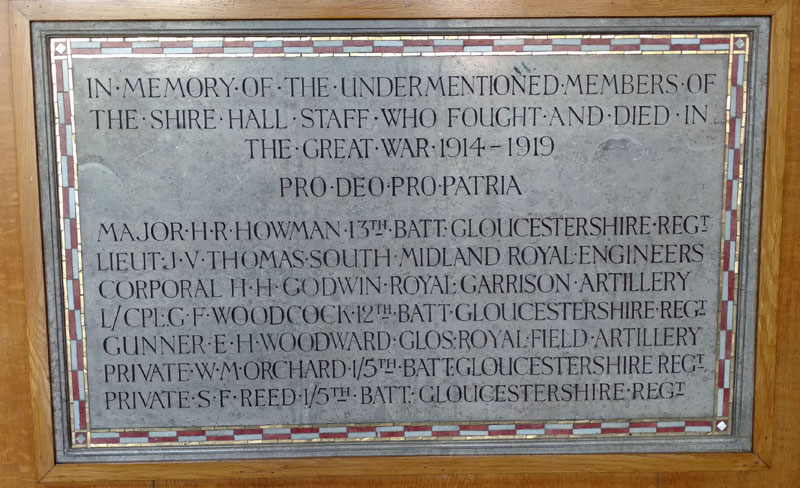 IN·MEMORY·OF·THE·UNDERMENTIONED·MEMBERS·OF
THE·SHIRE·HALL·STAFF·WHO·FOUGHT·AND·DIED·IN
THE·GREAT·WAR·1914-1919
PRO·DEO·PRO·PATRIA
MAJOR·H·R·HOWMAN·13TH·BATT·GLOUCESTERSHIRE·REGT
LIEUT·J·V·THOMAS·SOUTH·MIDLAND·ROYAL·ENGINEERS
CORPORAL·H·H·GODWIN·ROYAL·GARRISON·ARTILLERY
L/CPL·G·F·WOODCOCK·12TH·BATT·GLOUCESTERSHIRE·REGT
GUNNER·E·H·WOODWARD·GLOS·ROYAL·FIELD·ARTILLERY
PRIVATE·W·M·ORCHARD·1/5TH·BATT·GLOUCESTERSHIRE REGT
PRIVATE·S·F·REED·1/5TH·BATT·GLOUCESTERSHIRE·REGT